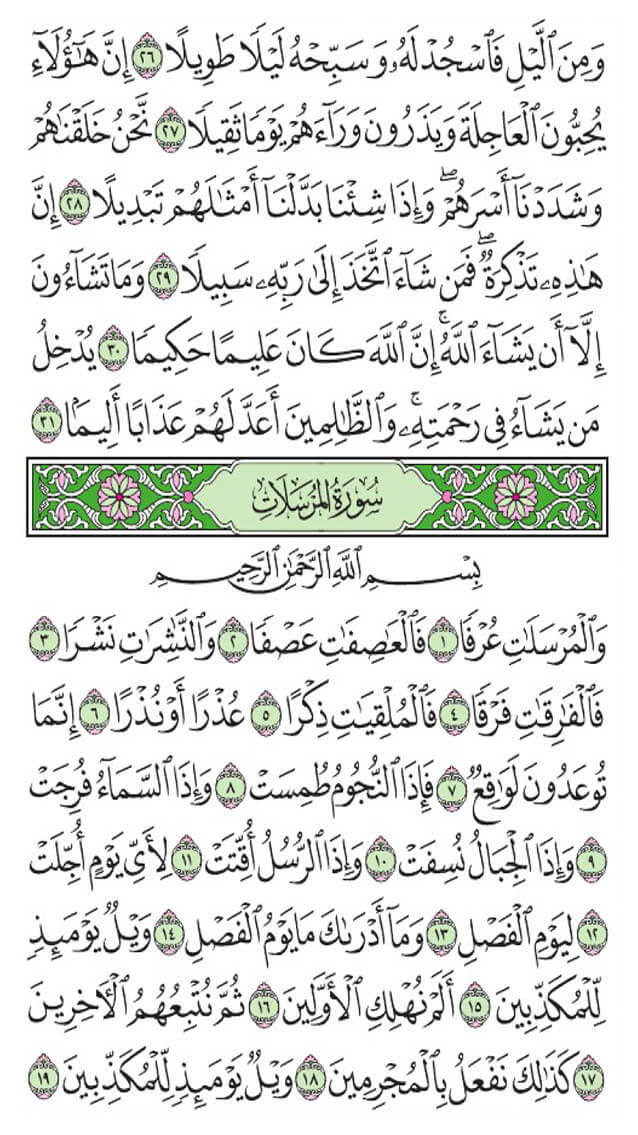 وَمِنَ ٱلَّيۡلِ فَٱسۡجُدۡ لَهُۥ وَسَبِّحۡهُ لَيۡلٗا طَوِيلًا ٢٦ إِنَّ هَٰٓؤُلَآءِ
يُحِبُّونَ ٱلۡعَاجِلَةَ وَيَذَرُونَ وَرَآءَهُمۡ يَوۡمٗا ثَقِيلٗا ٢٧ نَّحۡنُ خَلَقۡنَٰهُمۡ
وَشَدَدۡنَآ أَسۡرَهُمۡۖ وَإِذَا شِئۡنَا بَدَّلۡنَآ أَمۡثَٰلَهُمۡ تَبۡدِيلًا ٢٨ إِنَّ
هَٰذِهِۦ تَذۡكِرَةٞۖ فَمَن شَآءَ ٱتَّخَذَ إِلَىٰ رَبِّهِۦ سَبِيلٗا ٢٩ وَمَا تَشَآءُونَ
إِلَّآ أَن يَشَآءَ ٱللَّهُۚ إِنَّ ٱللَّهَ كَانَ عَلِيمًا حَكِيمٗا ٣٠ يُدۡخِلُ
مَن يَشَآءُ فِي رَحۡمَتِهِۦۚ وَٱلظَّٰلِمِينَ أَعَدَّ لَهُمۡ عَذَابًا أَلِيمَۢا ٣١
سُورَةُ المُرۡسَلَاتِ
بِسۡمِ ٱللَّهِ ٱلرَّحۡمَٰنِ ٱلرَّحِيمِ
وَٱلۡمُرۡسَلَٰتِ عُرۡفٗا ١ فَٱلۡعَٰصِفَٰتِ عَصۡفٗا ٢ وَٱلنَّٰشِرَٰتِ نَشۡرٗا ٣
فَٱلۡفَٰرِقَٰتِ فَرۡقٗا ٤ فَٱلۡمُلۡقِيَٰتِ ذِكۡرًا ٥ عُذۡرًا أَوۡ نُذۡرًا ٦ إِنَّمَا
تُوعَدُونَ لَوَٰقِعٞ ٧ فَإِذَا ٱلنُّجُومُ طُمِسَتۡ ٨ وَإِذَا ٱلسَّمَآءُ فُرِجَتۡ
٩ وَإِذَا ٱلۡجِبَالُ نُسِفَتۡ ١٠ وَإِذَا ٱلرُّسُلُ أُقِّتَتۡ ١١ لِأَيِّ يَوۡمٍ أُجِّلَتۡ
١٢ لِيَوۡمِ ٱلۡفَصۡلِ ١٣ وَمَآ أَدۡرَىٰكَ مَا يَوۡمُ ٱلۡفَصۡلِ ١٤ وَيۡلٞ يَوۡمَئِذٖ
لِّلۡمُكَذِّبِينَ ١٥ أَلَمۡ نُهۡلِكِ ٱلۡأَوَّلِينَ ١٦ ثُمَّ نُتۡبِعُهُمُ ٱلۡأٓخِرِينَ
١٧ كَذَٰلِكَ نَفۡعَلُ بِٱلۡمُجۡرِمِينَ ١٨ وَيۡلٞ يَوۡمَئِذٖ لِّلۡمُكَذِّبِينَ ١٩